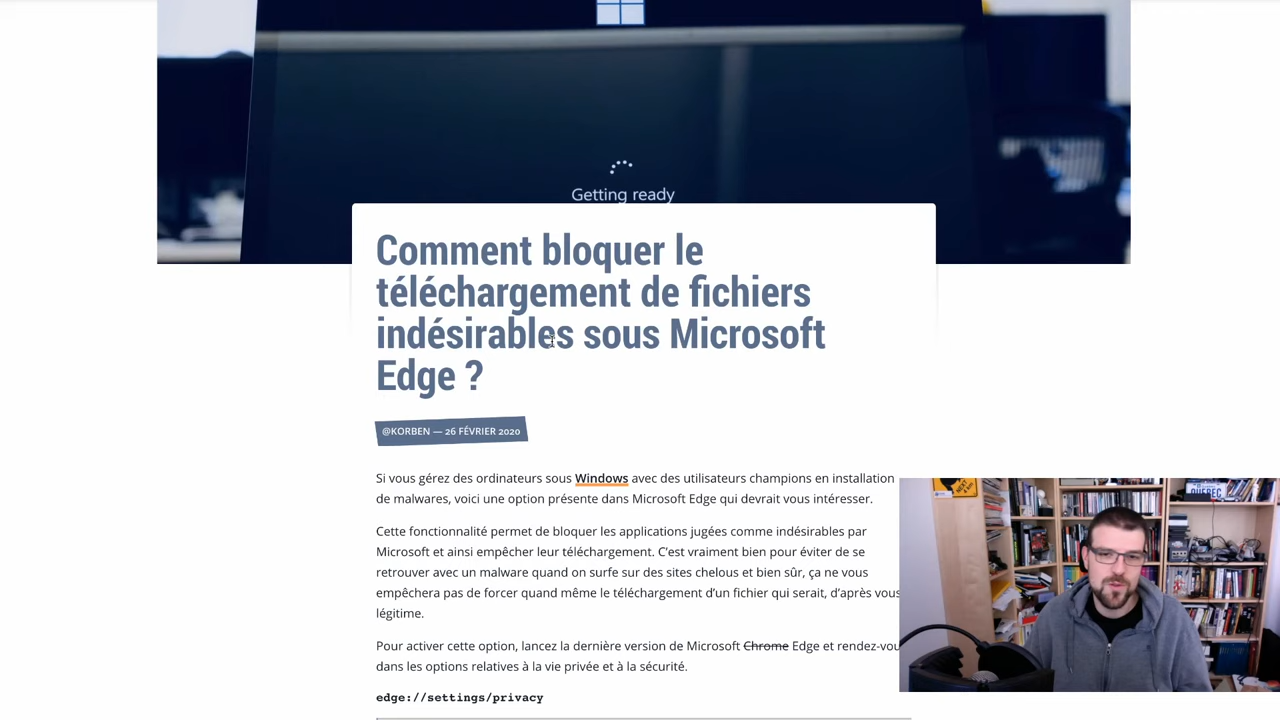 Getting ready
Comment bloquer le
téléchargement de fichiers
indésirables sous Microsoft
Edge ?
@KORBEN — 26 FÉVRIER 2020
Si vous gérez des ordinateurs sous Windows avec des utilisateurs champions en installation
de malwares, voici une option présente dans Microsoft Edge qui devrait vous intéresser.
Cette fonctionnalité permet de bloquer les applications jugées comme indésirables par
Microsoft et ainsi empêcher leur téléchargement. C'est vraiment bien pour éviter de se
retrouver avec un malware quand on surfe sur des sites chelous et bien sûr, ça ne vous
empêchera pas de forcer quand même le téléchargement d'un fichier qui serait, d'après vous
légitime.
Pour activer cette option, lancez la dernière version de Microsoft Chrome Edge et rendez-vou
dans les options relatives à la vie privée et à la sécurité.
edge://settings/privacy
QUÉBEC